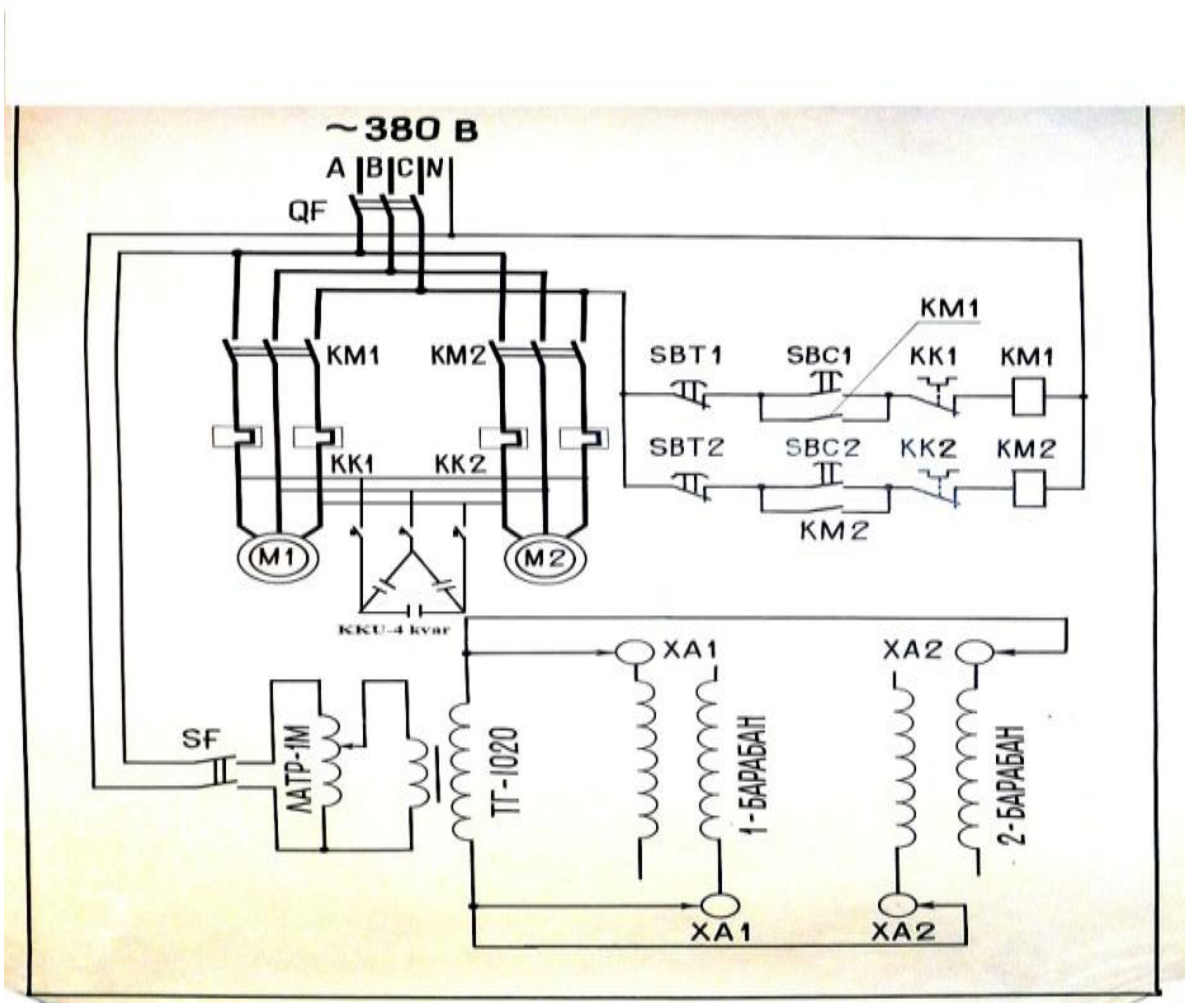 ~380 В
A B C N
QF
KM1
KM1 KM2 SBT1 SBC1 KK1 KM1
KK1 KK2 SBT2 SBC2 KK2 KM2
KM2
M1 M2
KKU-4 kvar
XA1 XA2
SF
ЛАТР-1М
ТГ-1020
1-БАРАБАН
2-БАРАБАН
XA1 XA2